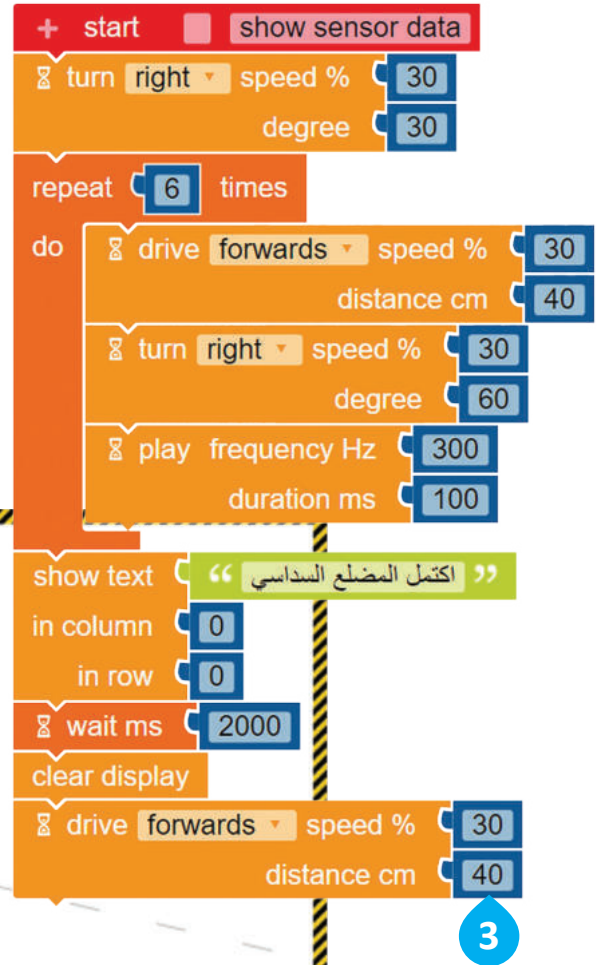 + start show sensor data
turn right speed % 30
degree 30
repeat 6 times
do drive forwards speed % 30
distance cm 40
turn right speed % 30
degree 60
play frequency Hz 300
duration ms 100
show text “ اكتمل المضلع السداسي ”
in column 0
in row 0
wait ms 2000
clear display
drive forwards speed % 30
distance cm 40
3